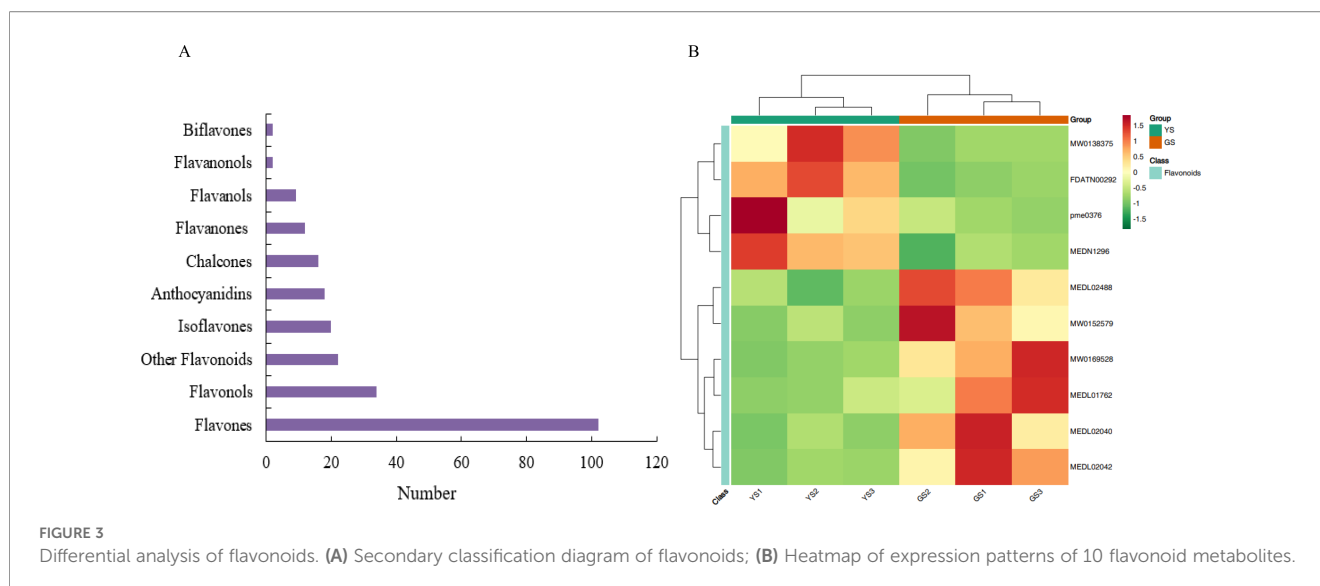 A
Biflavones
Flavanonols
Flavanols
Flavanones
Chalcones
Anthocyanidins
Isoflavones
Other Flavonoids
Flavonols
Flavones
0 20 40 60 80 100 120
Number
B
Group
MW0138375
FDATN00292
pme0376
MEDN1296
MEDL02488
MW0152579
MW0169528
MEDL01762
MEDL02040
MEDL02042
Class
YS1 YS2 YS3 GS2 GS1 GS3
1.5
1
0.5
0
-0.5
-1
-1.5
Group
YS
GS
Class
Flavonoids
FIGURE 3
Differential analysis of flavonoids. (A) Secondary classification diagram of flavonoids; (B) Heatmap of expression patterns of 10 flavonoid metabolites.